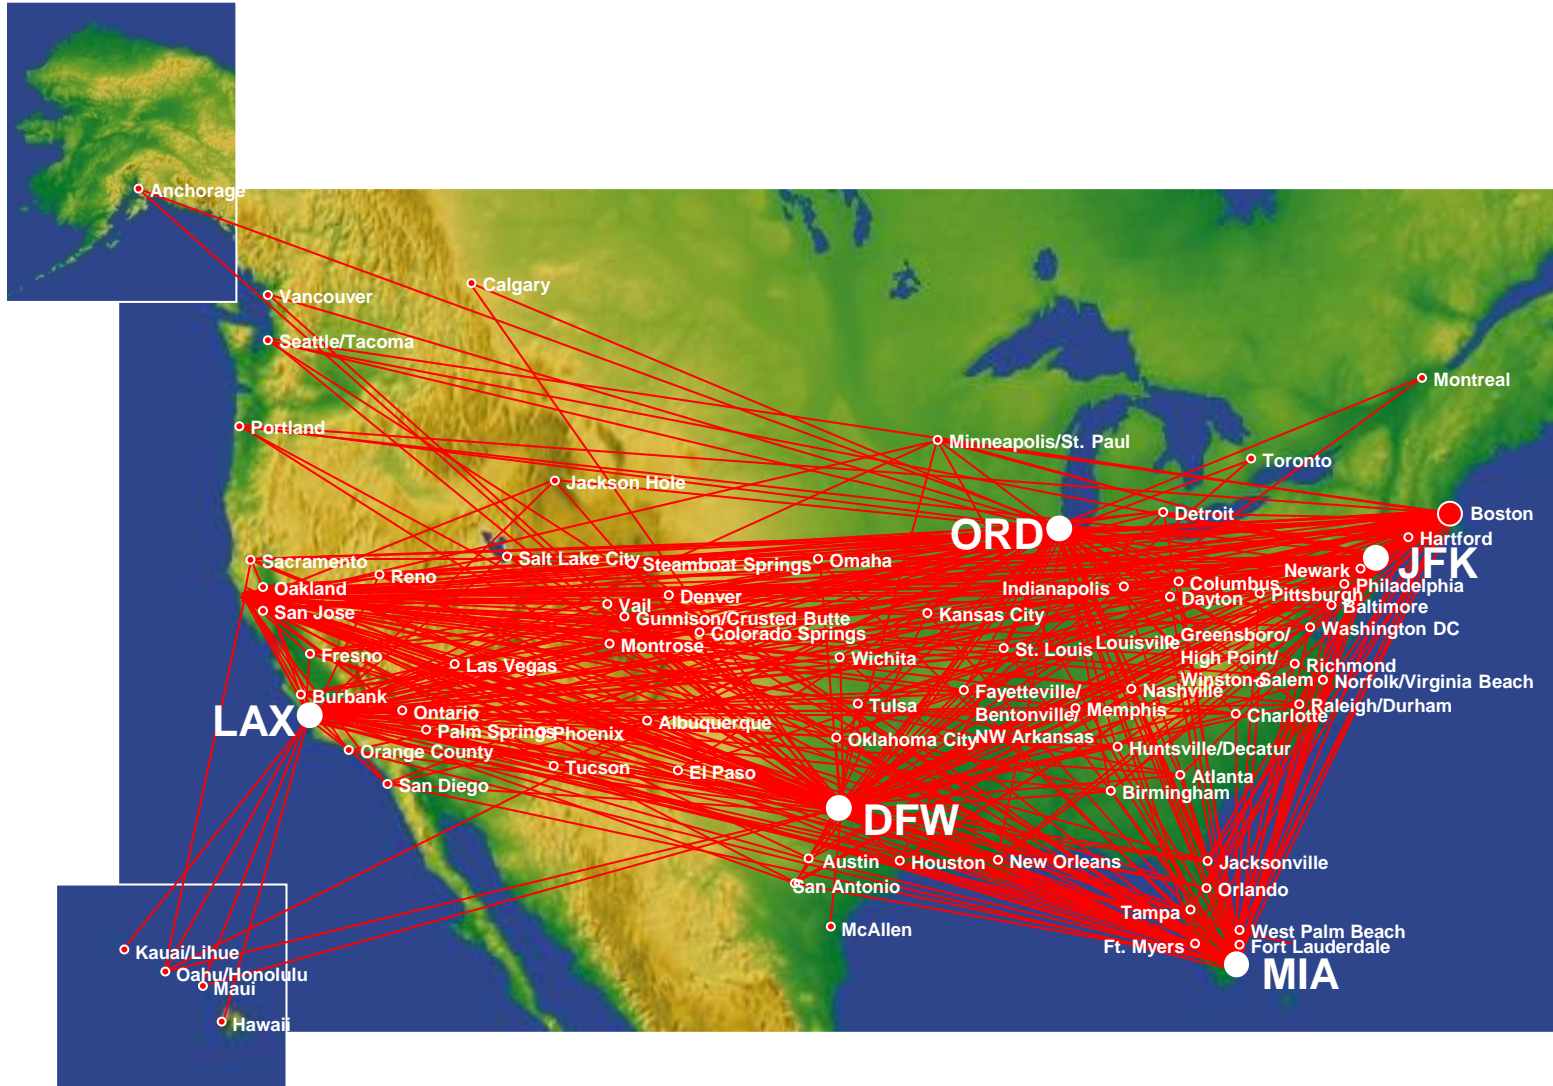 Anchorage
Vancouver
Calgary
Seattle/Tacoma
Montreal
Portland
Minneapolis/St. Paul
Toronto
Jackson Hole
Detroit
Boston
ORD
Hartford
JFK
Sacramento
Salt Lake City
Steamboat Springs
Omaha
Newark
Reno
Oakland
Denver
Indianapolis
Columbus
Dayton
Pittsburgh
Philadelphia
Baltimore
San Jose
Vail
Gunnison/Crusted Butte
Colorado Springs
Kansas City
Washington DC
Fresno
Las Vegas
Montrose
Wichita
St. Louis
Louisville
Greensboro/
High Point/
Winston-Salem
Richmond
Norfolk/Virginia Beach
Burbank
LAX
Ontario
Palm Springs
Phoenix
Albuquerque
Tulsa
Fayetteville/
Bentonville/
NW Arkansas
Nashville
Memphis
Charlotte
Raleigh/Durham
Orange County
Oklahoma City
Huntsville/Decatur
San Diego
Tucson
El Paso
Atlanta
Birmingham
DFW
Austin
Houston
New Orleans
Jacksonville
San Antonio
Orlando
McAllen
Tampa
West Palm Beach
Ft. Myers
Fort Lauderdale
MIA
Kauai/Lihue
Oahu/Honolulu
Maui
Hawaii